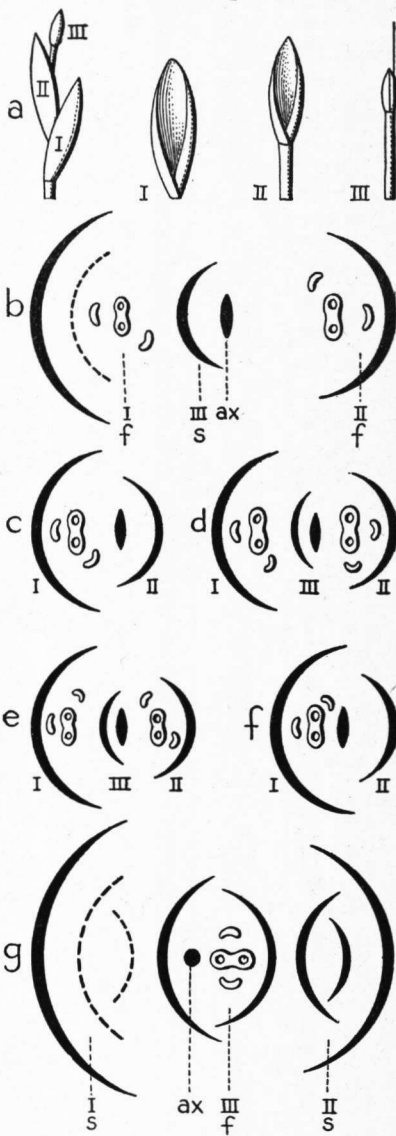 III
II
a
I
I
II
III
b
I III ax II
f s f
c d
I II I III II
e f
I III II I II
g
I ax III II
s f s